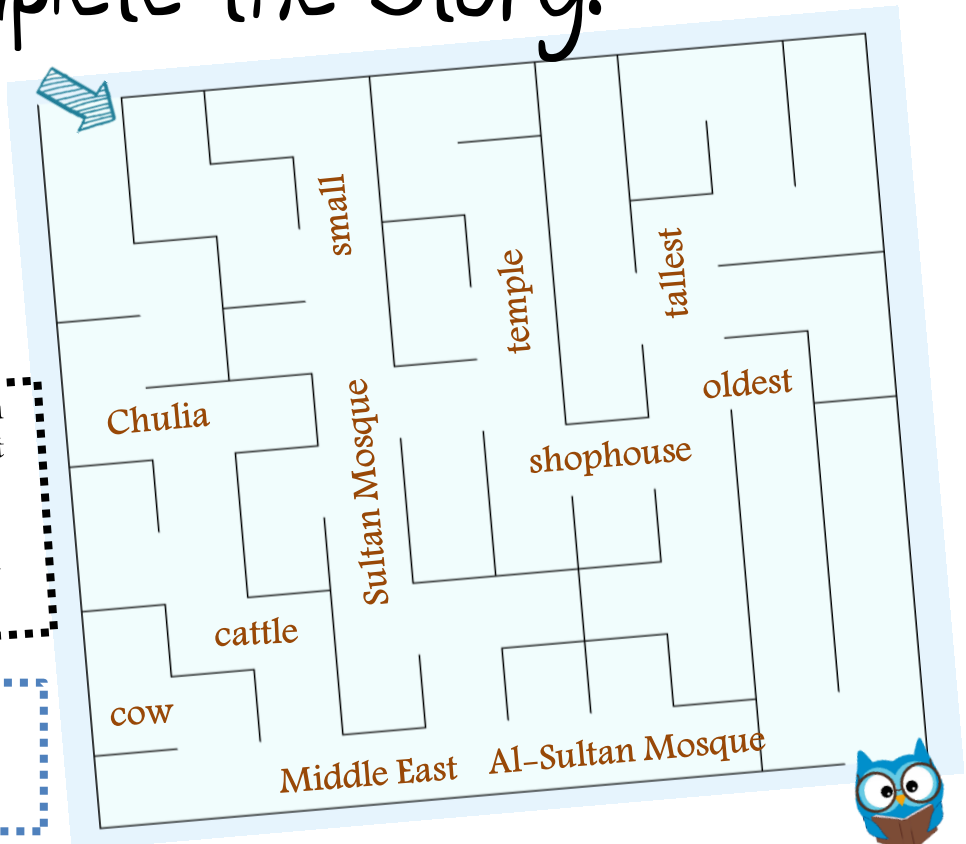 plete the Story.
small
temple
tallest
Chulia
Sultan Mosque
oldest
shophouse
cattle
cow
Middle East
Al-Sultan Mosque